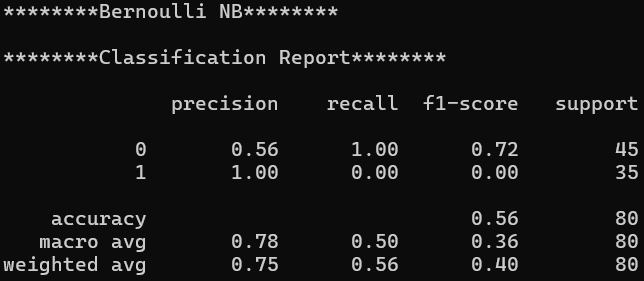 ********Bernoulli NB********
********Classification Report********
precision recall f1-score support
0 0.56 1.00 0.72 45
1 1.00 0.00 0.00 35
accuracy 0.56 80
macro avg 0.78 0.50 0.36 80
weighted avg 0.75 0.56 0.40 80